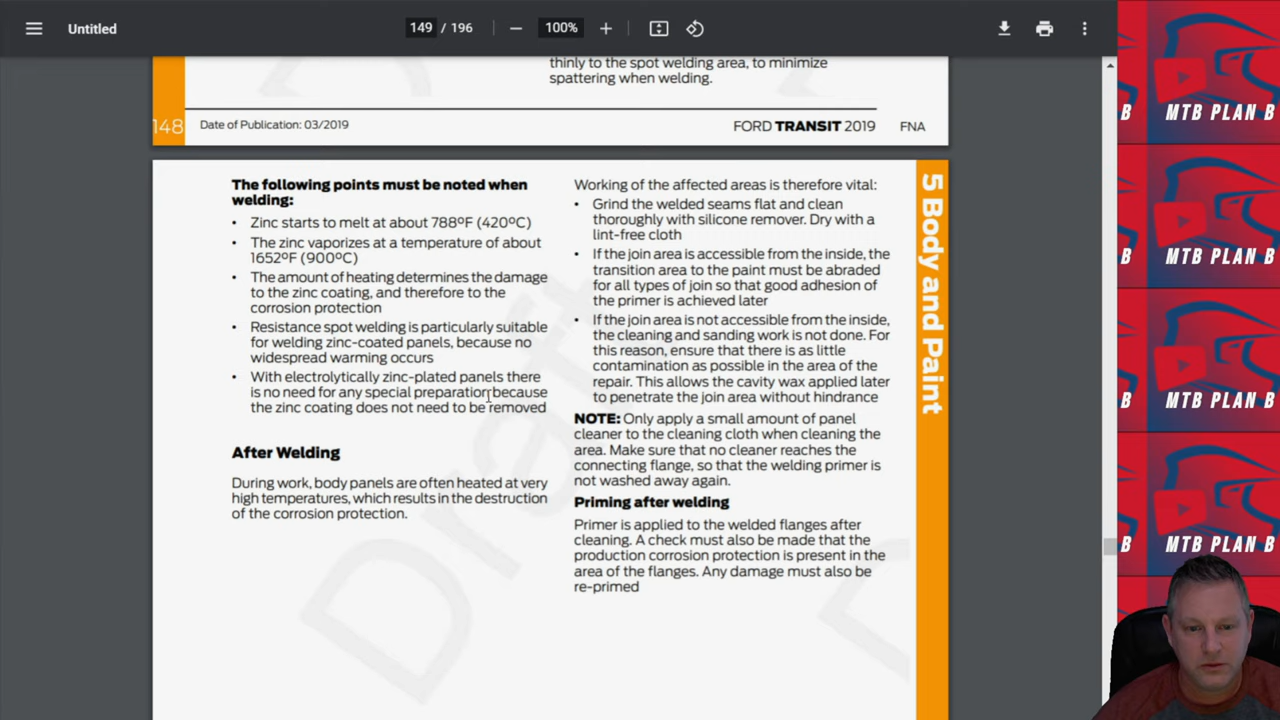 Untitled
149 / 196
100%
thinly to the spot welding area, to minimize
spattering when welding.
148
Date of Publication: 03/2019
FORD TRANSIT 2019
FNA
The following points must be noted when
welding:
• Zinc starts to melt at about 788ºF (420ºC)
• The zinc vaporizes at a temperature of about
1652ºF (900ºC)
• The amount of heating determines the damage
to the zinc coating, and therefore to the
corrosion protection
• Resistance spot welding is particularly suitable
for welding zinc-coated panels, because no
widespread warming occurs
• With electrolytically zinc-plated panels there
is no need for any special preparation because
the zinc coating does not need to be removed
After Welding
During work, body panels are often heated at very
high temperatures, which results in the destruction
of the corrosion protection.
Working of the affected areas is therefore vital:
• Grind the welded seams flat and clean
thoroughly with silicone remover. Dry with a
lint-free cloth
• If the join area is accessible from the inside, the
transition area to the paint must be abraded
for all types of join so that good adhesion of
the primer is achieved later
• If the join area is not accessible from the inside,
the cleaning and sanding work is not done. For
this reason, ensure that there is as little
contamination as possible in the area of the
repair. This allows the cavity wax applied later
to penetrate the join area without hindrance
NOTE: Only apply a small amount of panel
cleaner to the cleaning cloth when cleaning the
area. Make sure that no cleaner reaches the
connecting flange, so that the welding primer is
not washed away again.
Priming after welding
Primer is applied to the welded flanges after
cleaning. A check must also be made that the
production corrosion protection is present in the
area of the flanges. Any damage must also be
re-primed
5 Body and Paint
Draft
B MTB PLAN B
B MTB PLAN B
B MTB PLAN B
B MTB PLAN B